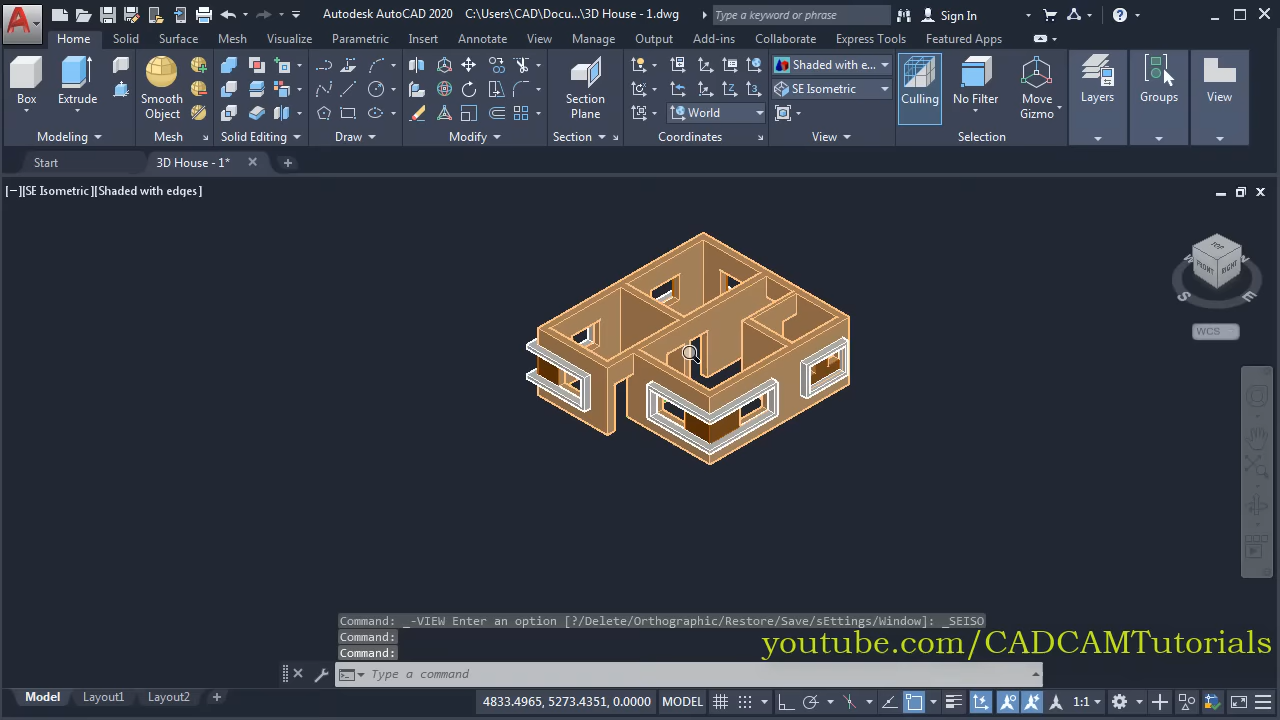 Autodesk AutoCAD 2020 C:\Users\CAD\Docu...\3D House - 1.dwg
Type a keyword or phrase
Sign In
Home Solid Surface Mesh Visualize Parametric Insert Annotate View Manage Output Add-ins Collaborate Express Tools Featured Apps
Box
Extrude
Smooth
Object
Section
Plane
Shaded with e...
SE Isometric
World
Culling
No Filter
Move
Gizmo
Layers
Groups
View
Modeling
Mesh
Solid Editing
Draw
Modify
Section
Coordinates
View
Selection
Start
3D House - 1*
[−][SE Isometric][Shaded with edges]
TOP
FRONT
RIGHT
W
N
S
E
WCS
Command: _-VIEW Enter an option [?/Delete/Orthographic/Restore/Save/sEttings/Window]: _SEISO
Command:
Command:
youtube.com/CADCAMTutorials
Type a command
Model Layout1 Layout2
4833.4965, 5273.4351, 0.0000 MODEL
1:1